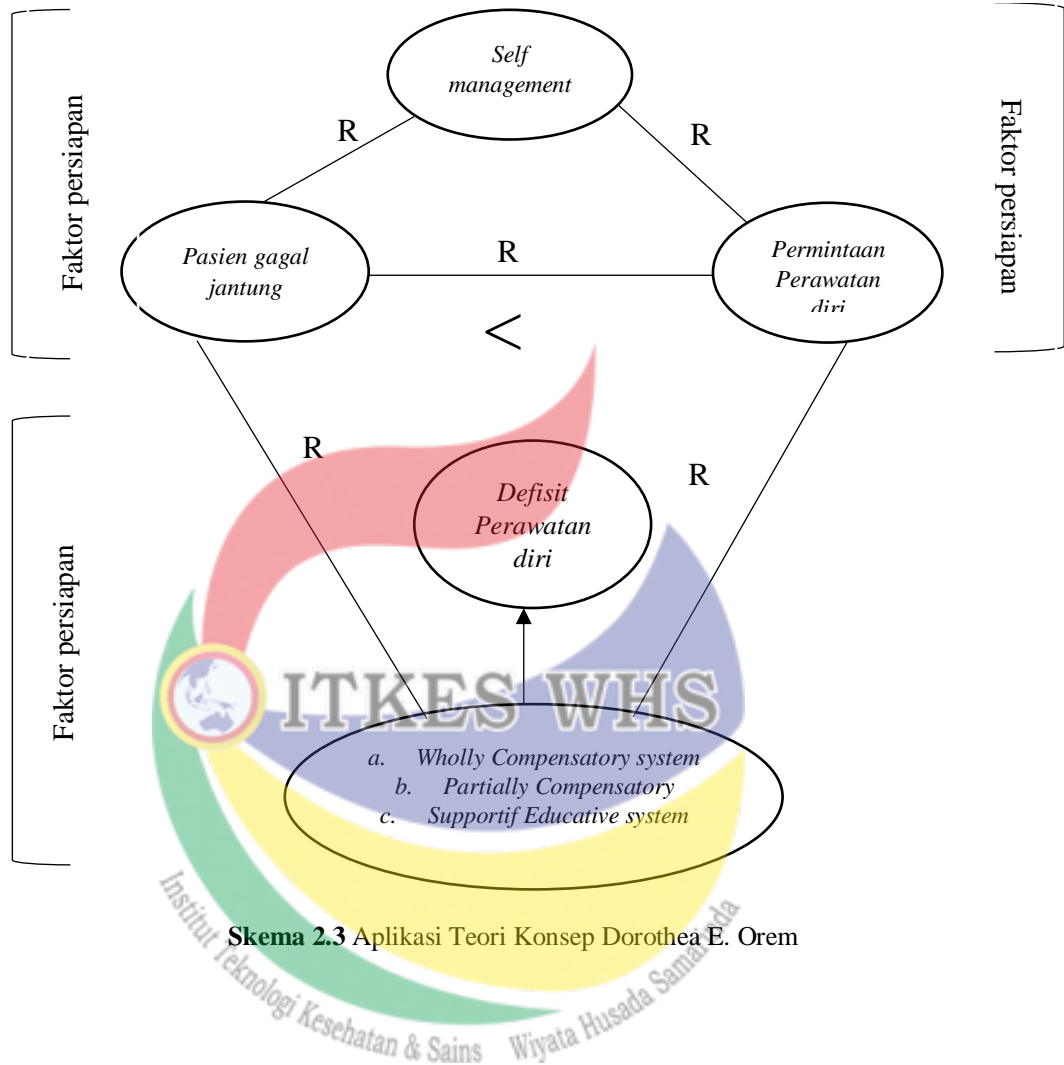 Self
management
Faktor persiapan
Faktor persiapan
R
R
Pasien gagal
jantung
R
Permintaan
Perawatan
diri
<
R
R
Defisit
Perawatan
diri
Faktor persiapan
ITKES WHS
a. Wholly Compensatory system
b. Partially Compensatory
c. Supportif Educative system
Skema 2.3 Aplikasi Teori Konsep Dorothea E. Orem
Institut Teknologi Kesehatan & Sains Wiyata Husada Samarinda